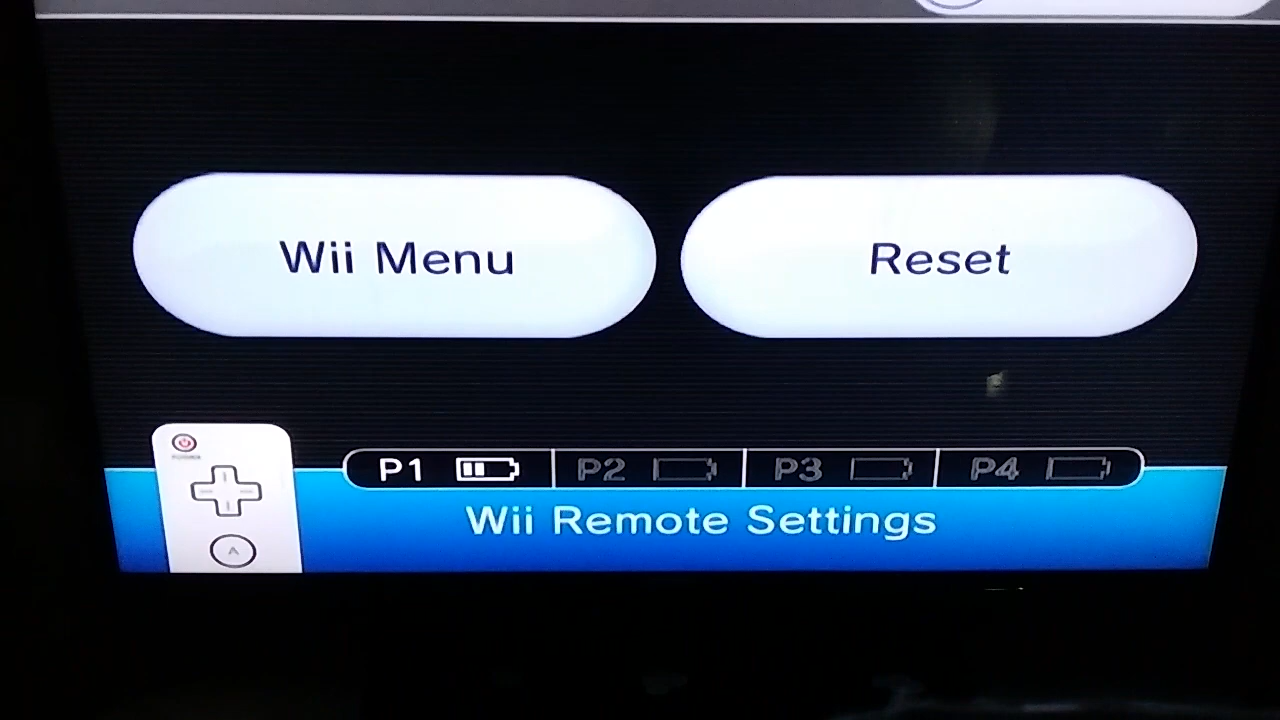 Wii Menu
Reset
P1 P2 P3 P4
Wii Remote Settings
A